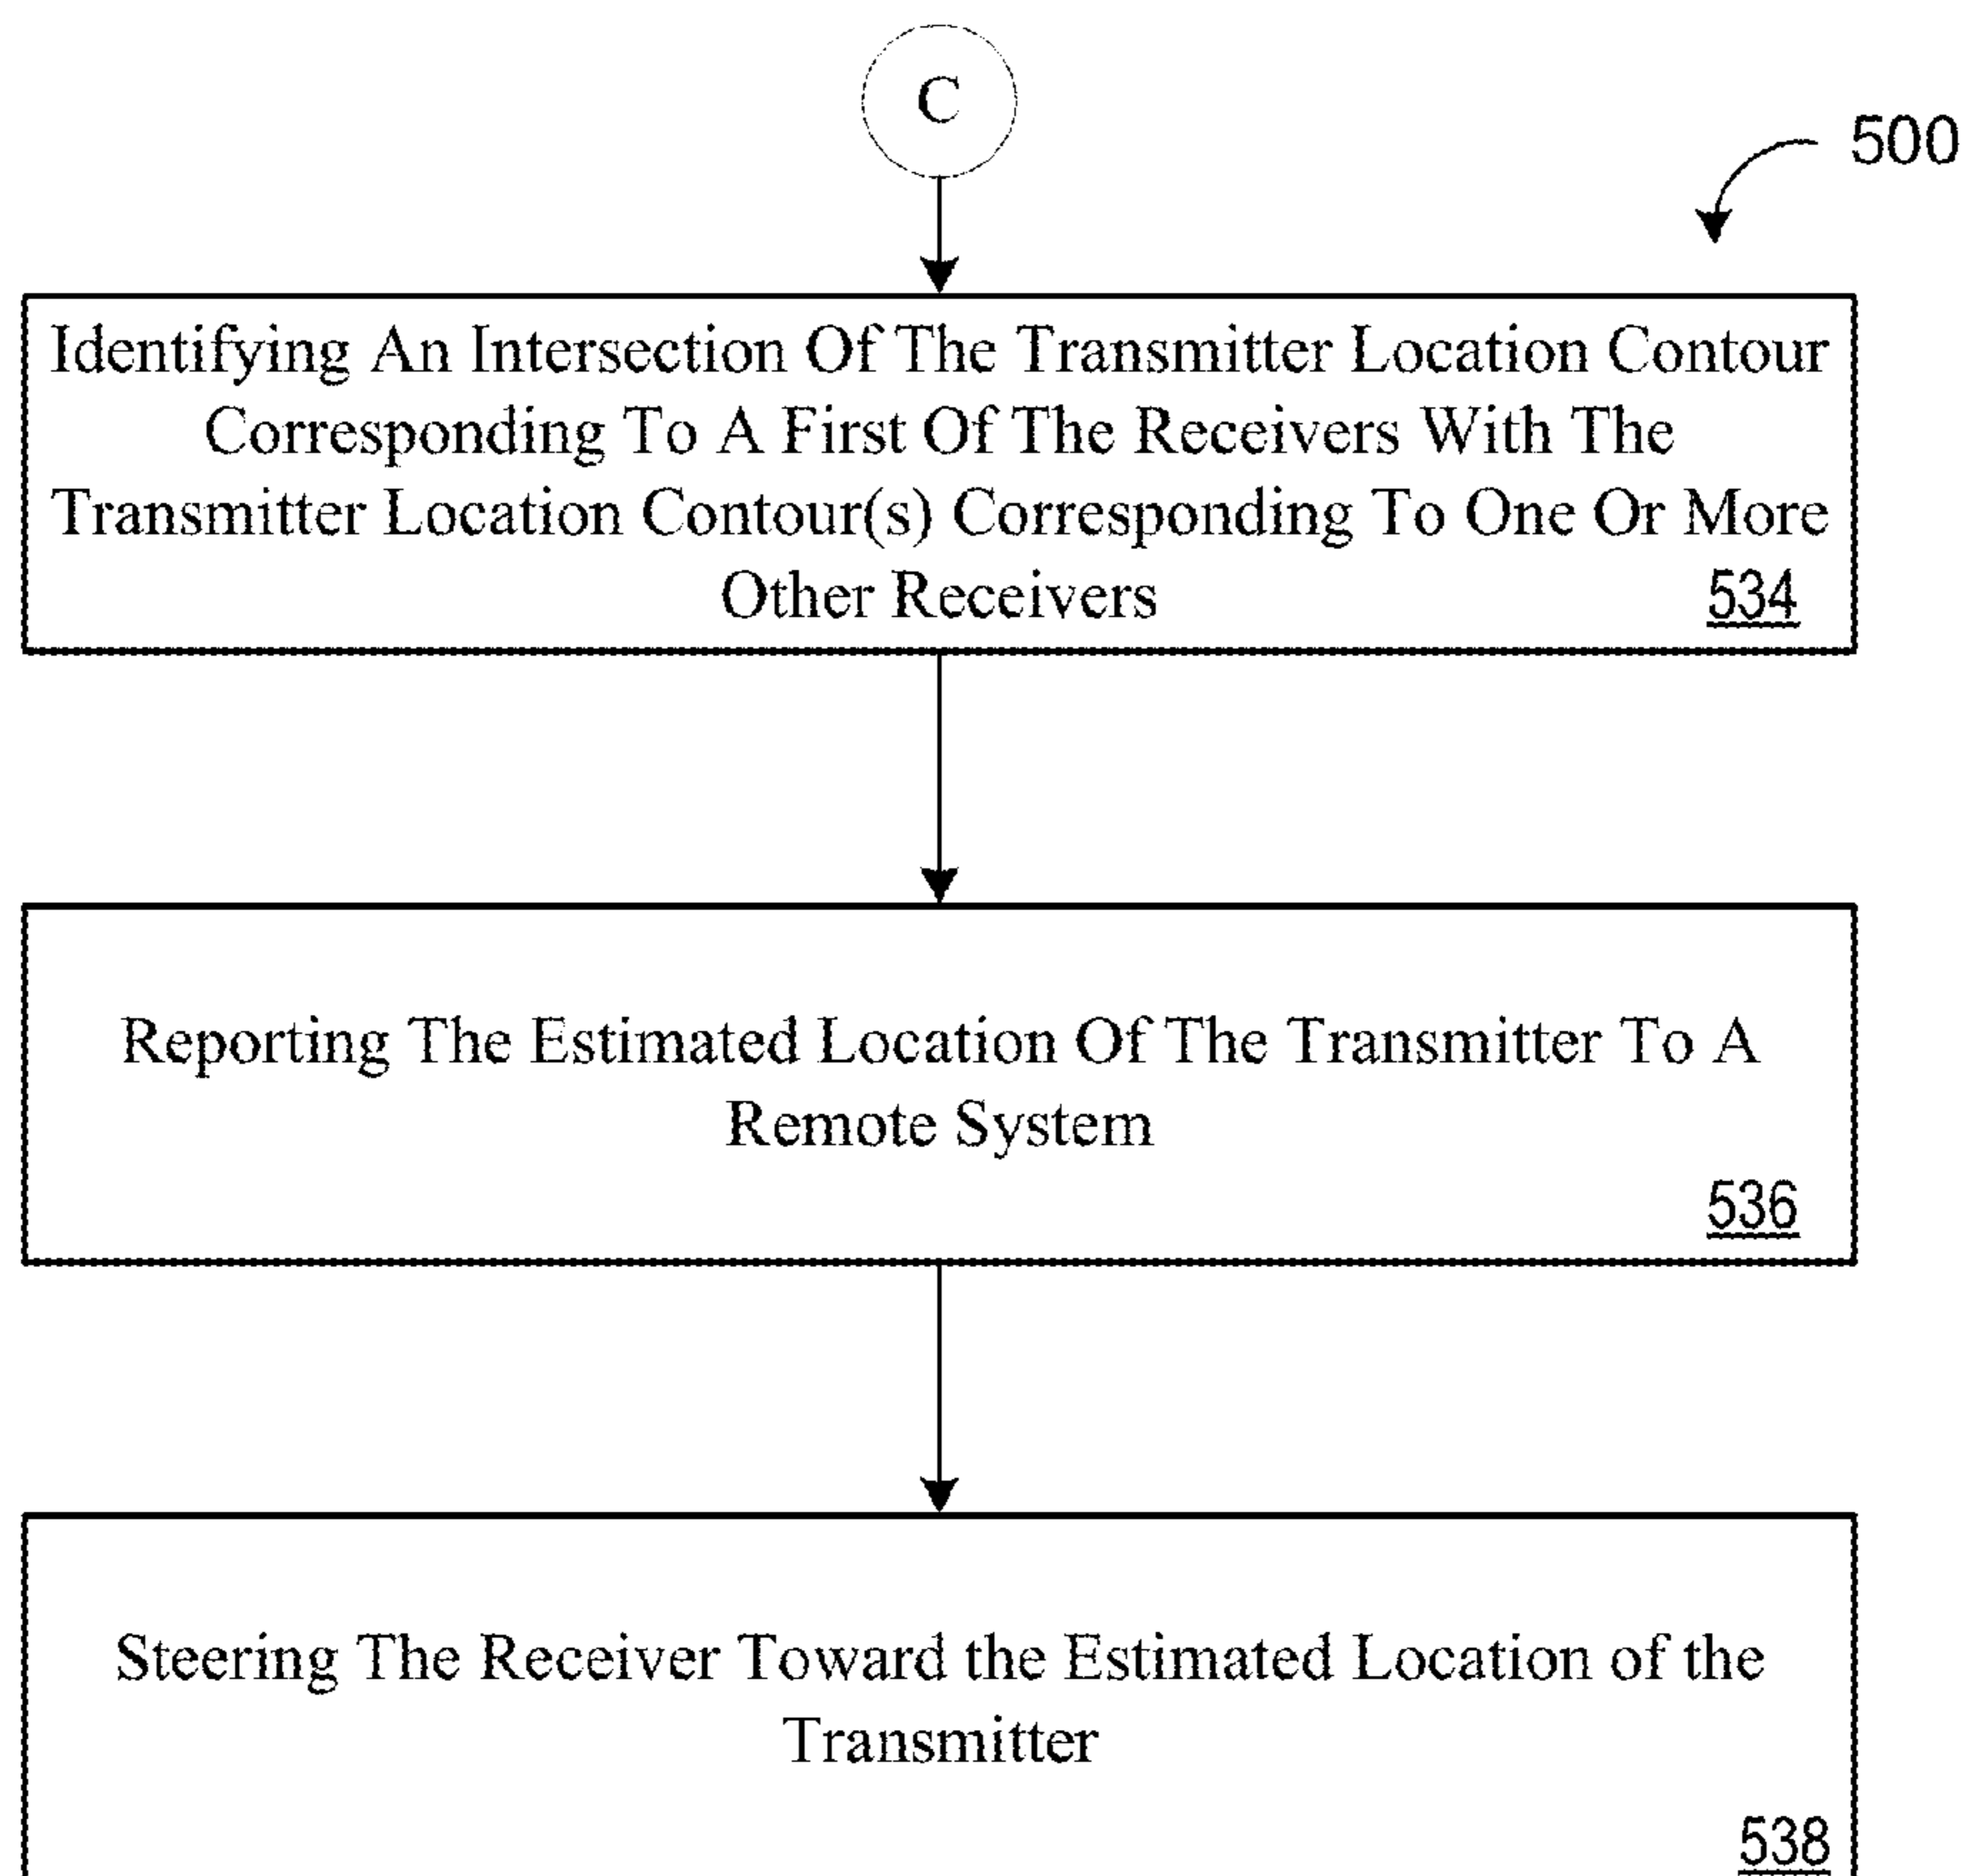 C
500
Identifying An Intersection Of The Transmitter Location Contour
Corresponding To A First Of The Receivers With The
Transmitter Location Contour(s) Corresponding To One Or More
Other Receivers
534
Reporting The Estimated Location Of The Transmitter To A
Remote System
536
Steering The Receiver Toward the Estimated Location of the
Transmitter
538